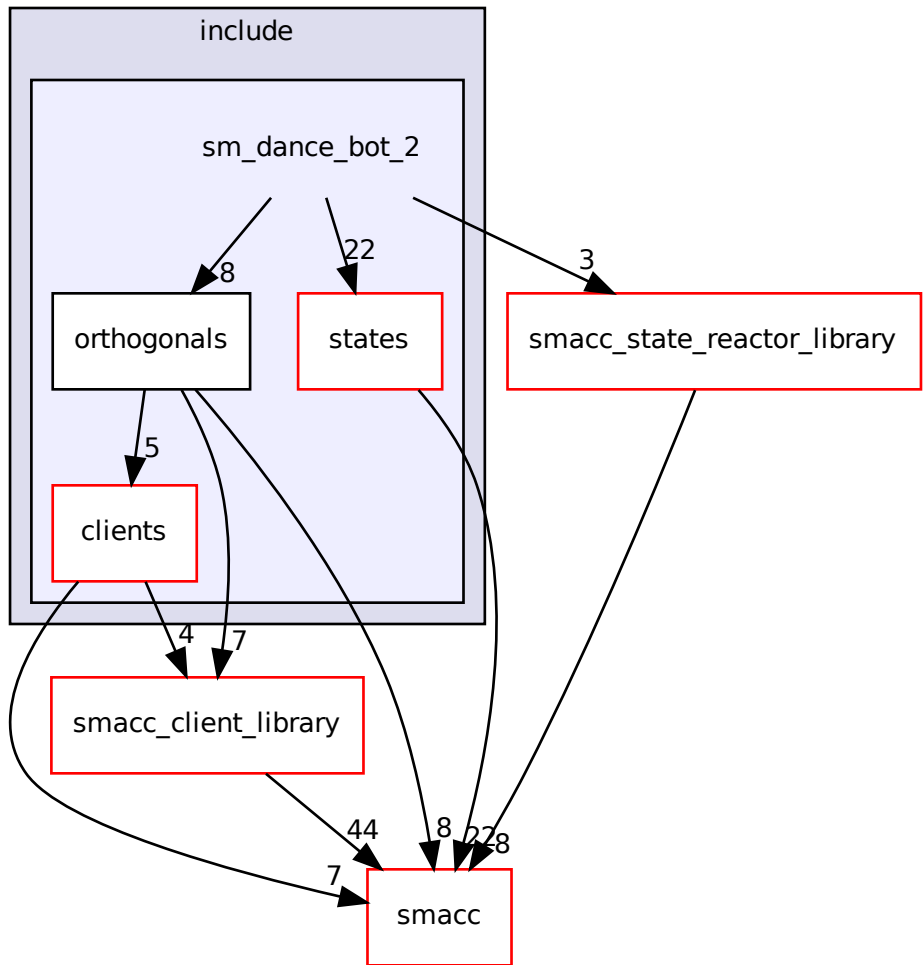 include
sm_dance_bot_2
8
22
3
orthogonals
states
smacc_state_reactor_library
5
clients
4
7
smacc_client_library
44
8
22
8
7
smacc